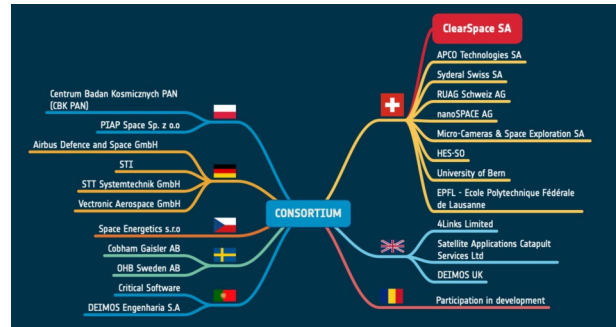 Centrum Badan Kosmicznych PAN
(CBK PAN)
PIAP Space Sp. z o.o
Airbus Defence and Space GmbH
STI
STT Systemtechnik GmbH
Vectronic Aerospace GmbH
Space Energetics s.r.o
Cobham Gaisler AB
OHB Sweden AB
Critical Software
DEIMOS Engenharia S.A
CONSORTIUM
ClearSpace SA
APCO Technologies SA
Syderal Swiss SA
RUAG Schweiz AG
nanoSPACE AG
Micro-Cameras & Space Exploration SA
HES-SO
University of Bern
EPFL - Ecole Polytechnique Fédérale
de Lausanne
4Links Limited
Satellite Applications Catapult
Services Ltd
DEIMOS UK
Participation in development